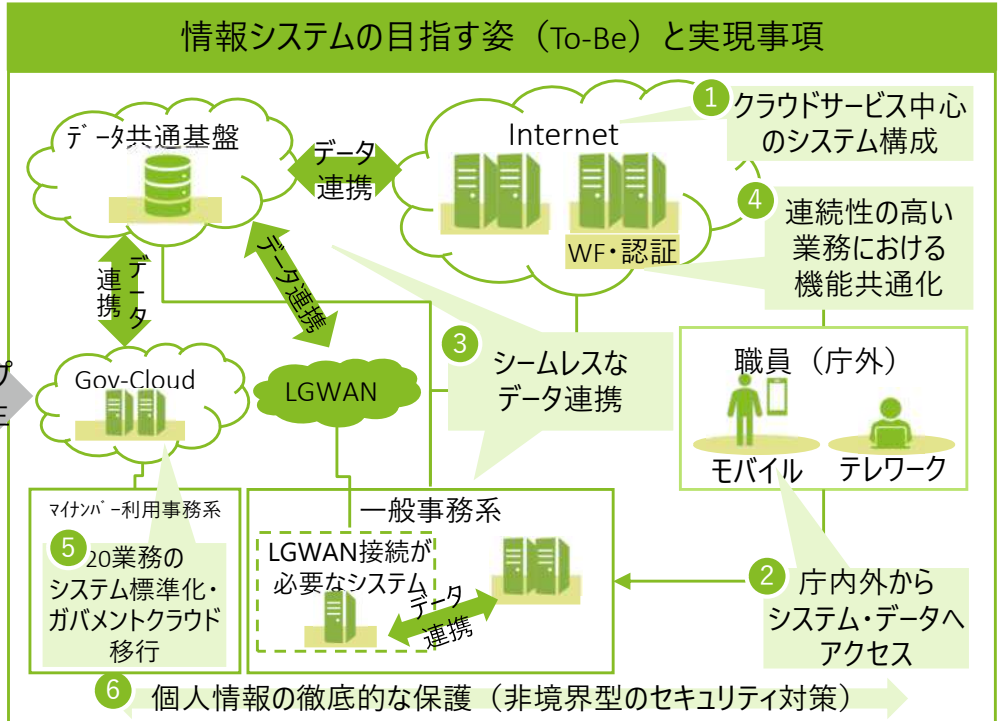 情報システムの目指す姿（To-Be）と実現事項
データ共通基盤
データ
連携
Internet
WF・認証
1
クラウドサービス中心
のシステム構成
4
連続性の高い
業務における
機能共通化
データ
連携
データ連携
3
シームレスな
データ連携
プ
Gov-Cloud
LGWAN
職員（庁外）
モバイル
テレワーク
マイナンバー利用事務系
5
20業務の
システム標準化・
ガバメントクラウド
移行
一般事務系
LGWAN接続が
必要なシステム
データ
連携
2
庁内外から
システム・データへ
アクセス
6
個人情報の徹底的な保護（非境界型のセキュリティ対策）